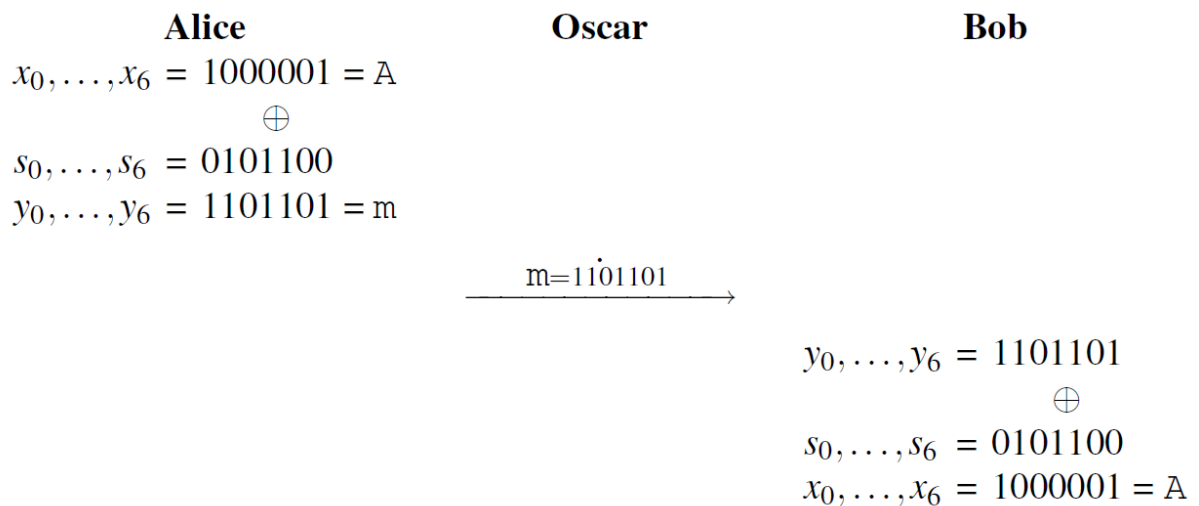 Alice Oscar Bob
x₀,…,x₆ = 1000001 = A
⊕
s₀,…,s₆ = 0101100
y₀,…,y₆ = 1101101 = m
m=1101101
y₀,…,y₆ = 1101101
⊕
s₀,…,s₆ = 0101100
x₀,…,x₆ = 1000001 = A